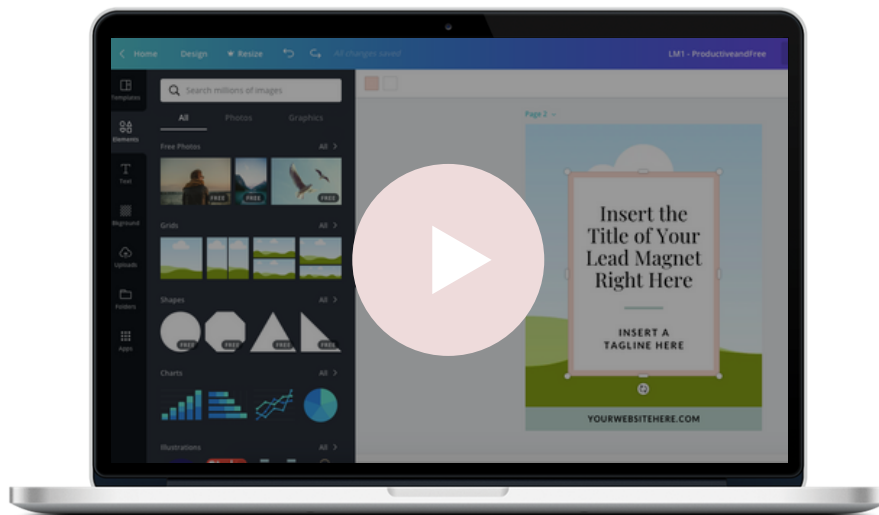 Home Design Resize All changes saved LM1 - ProductiveandFree
Templates
Elements
Text
Bkground
Uploads
Folders
Apps
Search millions of images
All Photos Graphics
Free Photos All
FREE FREE FREE
Grids All
Shapes All
FREE FREE FREE FREE
Charts All
Illustrations All
Page 2
Insert the
Title of Your
Lead Magnet
Right Here
INSERT A
TAGLINE HERE
YOURWEBSITEHERE.COM